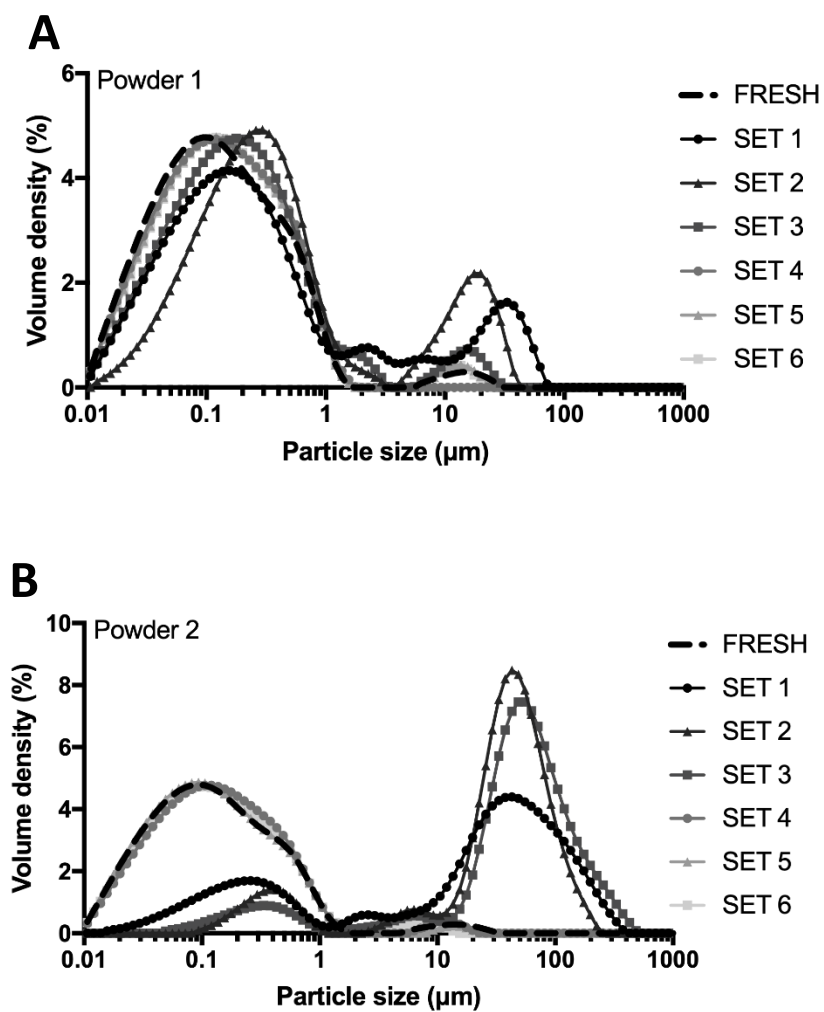 A
Powder 1
6
4
2
0
Volume density (%)
0.01 0.1 1 10 100 1000
Particle size (µm)
FRESH
SET 1
SET 2
SET 3
SET 4
SET 5
SET 6
B
Powder 2
10
8
6
4
2
0
Volume density (%)
0.01 0.1 1 10 100 1000
Particle size (µm)
FRESH
SET 1
SET 2
SET 3
SET 4
SET 5
SET 6